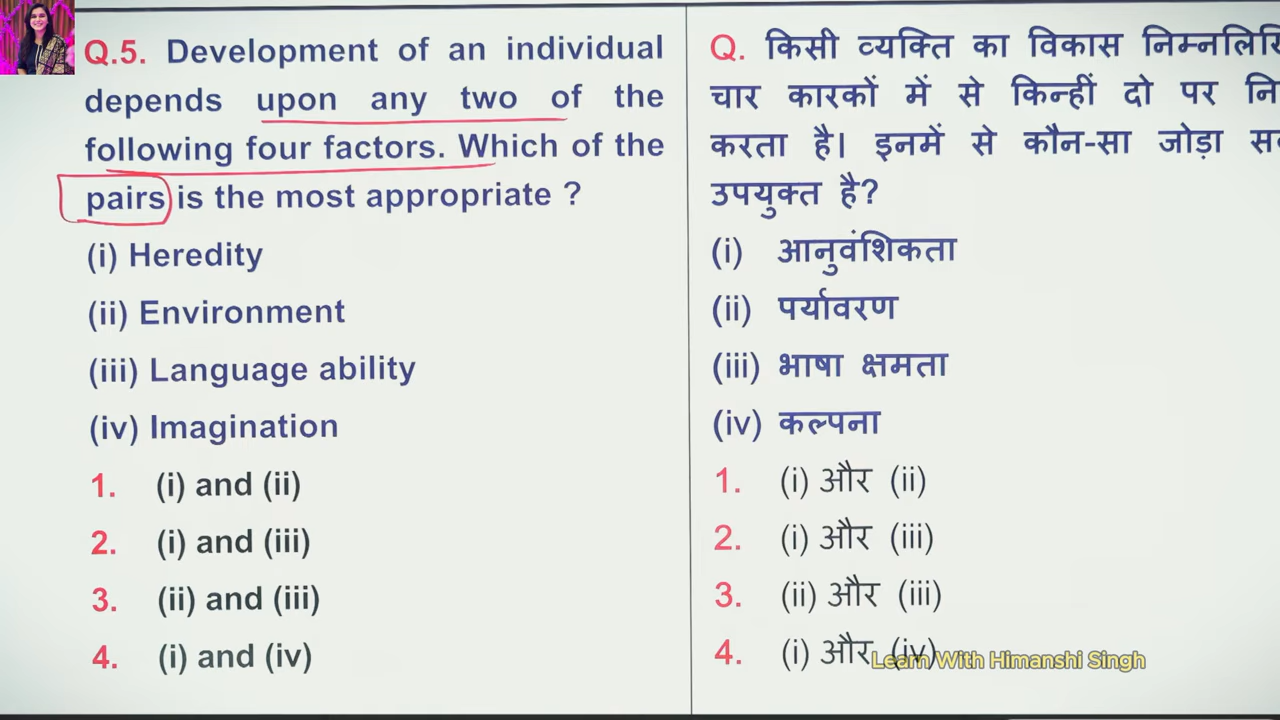 Q.5. Development of an individual
depends upon any two of the
following four factors. Which of the
pairs is the most appropriate ?
(i) Heredity
(ii) Environment
(iii) Language ability
(iv) Imagination
1. (i) and (ii)
2. (i) and (iii)
3. (ii) and (iii)
4. (i) and (iv)
Q. किसी व्यक्ति का विकास
चार कारकों में से किन्हीं दो पर
करता है। इनमें से कौन-सा जोड़ा
उपयुक्त है?
(i) आनुवंशिकता
(ii) पर्यावरण
(iii) भाषा क्षमता
(iv) कल्पना
1. (i) और (ii)
2. (i) और (iii)
3. (ii) और (iii)
4. (i) और (iv)
Learn With Himanshi Singh